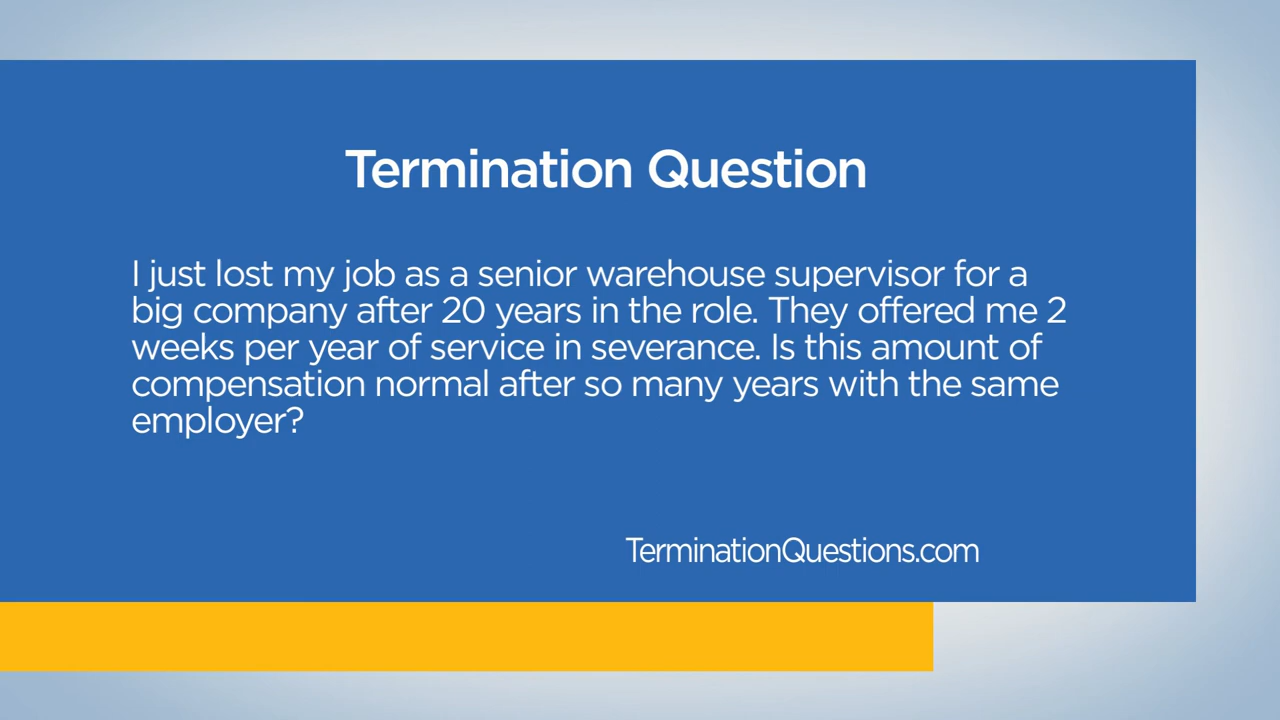 Termination Question
I just lost my job as a senior warehouse supervisor for a
big company after 20 years in the role. They offered me 2
weeks per year of service in severance. Is this amount of
compensation normal after so many years with the same
employer?
TerminationQuestions.com